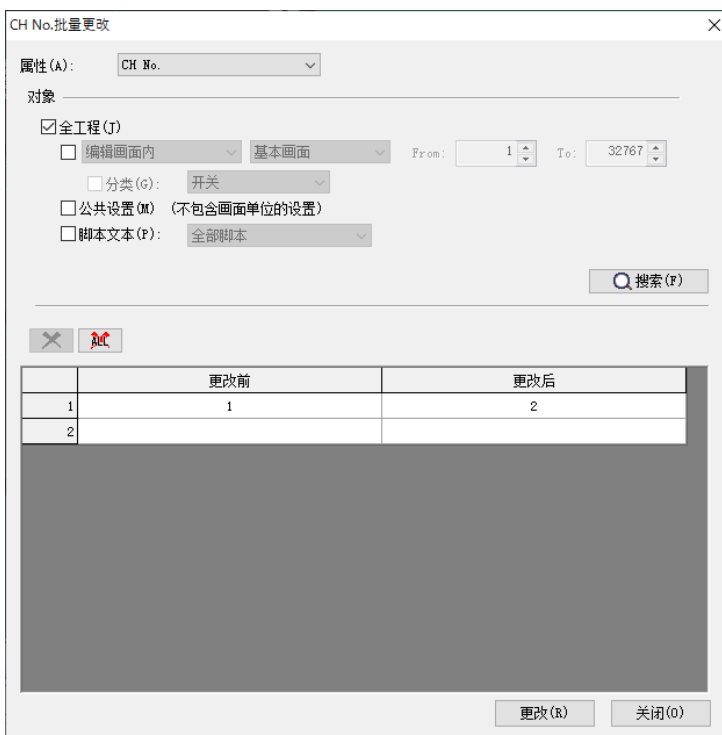 CH No.批量更改
属性(A): CH No.
对象
全工程(J)
编辑画面内 基本画面 From: 1 To: 32767
分类(G): 开关
公共设置(M) (不包含画面单位的设置)
脚本文本(P): 全部脚本
搜索(F)
ALL
更改前 更改后
1 1 2
2
更改(R) 关闭(O)